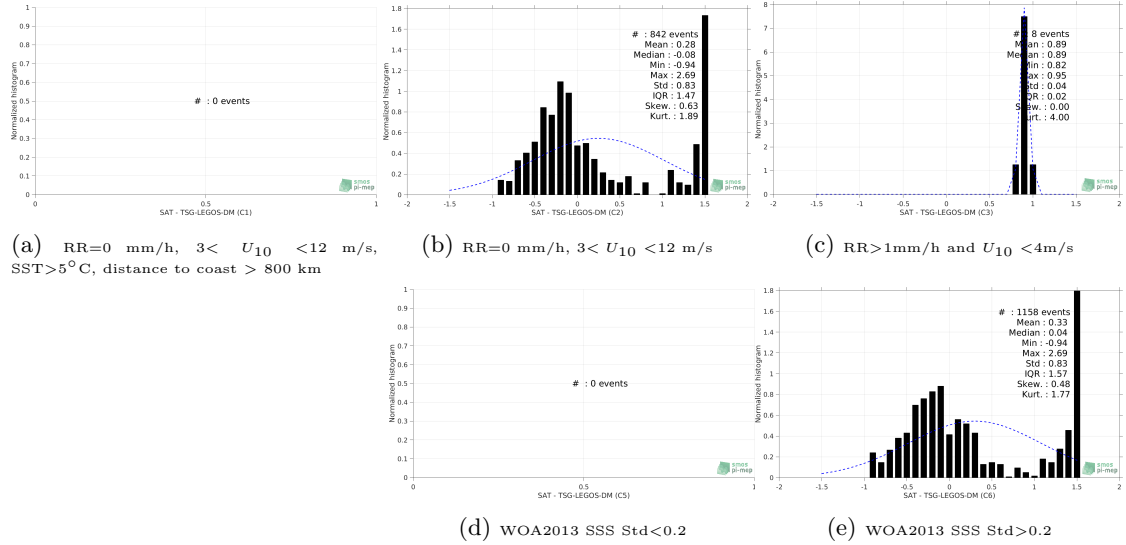 1
0.9
0.8
0.7
0.6
0.5
0.4
0.3
0.2
0.1
0
Normalized histogram
# : 0 events
smos
pi-mep
0 0.5 1
SAT - TSG-LEGOS-DM (C1)
(a) RR=0 mm/h, 3< U10 <12 m/s,
SST>5°C, distance to coast > 800 km
1.8
1.6
1.4
1.2
1
0.8
0.6
0.4
0.2
0
Normalized histogram
# : 842 events
Mean : 0.28
Median : -0.08
Min : -0.94
Max : 2.69
Std : 0.83
IQR : 1.47
Skew. : 0.63
Kurt. : 1.89
smos
pi-mep
-2 -1.5 -1 -0.5 0 0.5 1 1.5 2
SAT - TSG-LEGOS-DM (C2)
(b) RR=0 mm/h, 3< U10 <12 m/s
8
7
6
5
4
3
2
1
0
Normalized histogram
# : 8 events
Mean : 0.89
Median : 0.89
Min : 0.82
Max : 0.95
Std : 0.04
IQR : 0.02
Skew. : 0.00
Kurt. : 4.00
smos
pi-mep
-2 -1.5 -1 -0.5 0 0.5 1 1.5 2
SAT - TSG-LEGOS-DM (C3)
(c) RR>1mm/h and U10 <4m/s
1
0.9
0.8
0.7
0.6
0.5
0.4
0.3
0.2
0.1
0
Normalized histogram
# : 0 events
smos
pi-mep
0 0.5 1
SAT - TSG-LEGOS-DM (C5)
(d) WOA2013 SSS Std<0.2
1.8
1.6
1.4
1.2
1
0.8
0.6
0.4
0.2
0
Normalized histogram
# : 1158 events
Mean : 0.33
Median : 0.04
Min : -0.94
Max : 2.69
Std : 0.83
IQR : 1.57
Skew. : 0.48
Kurt. : 1.77
smos
pi-mep
-2 -1.5 -1 -0.5 0 0.5 1 1.5 2
SAT - TSG-LEGOS-DM (C6)
(e) WOA2013 SSS Std>0.2